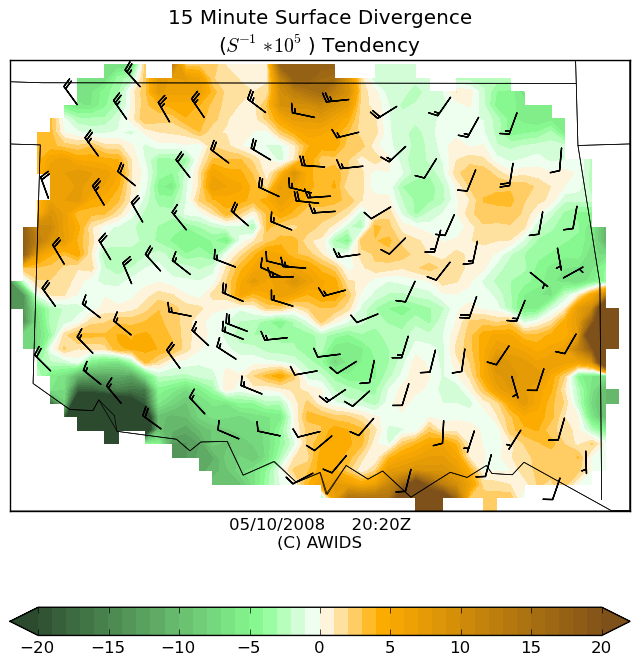 15 Minute Surface Divergence
(S⁻¹ * 10⁵ ) Tendency
05/10/2008 20:20Z
(C) AWIDS
−20 −15 −10 −5 0 5 10 15 20